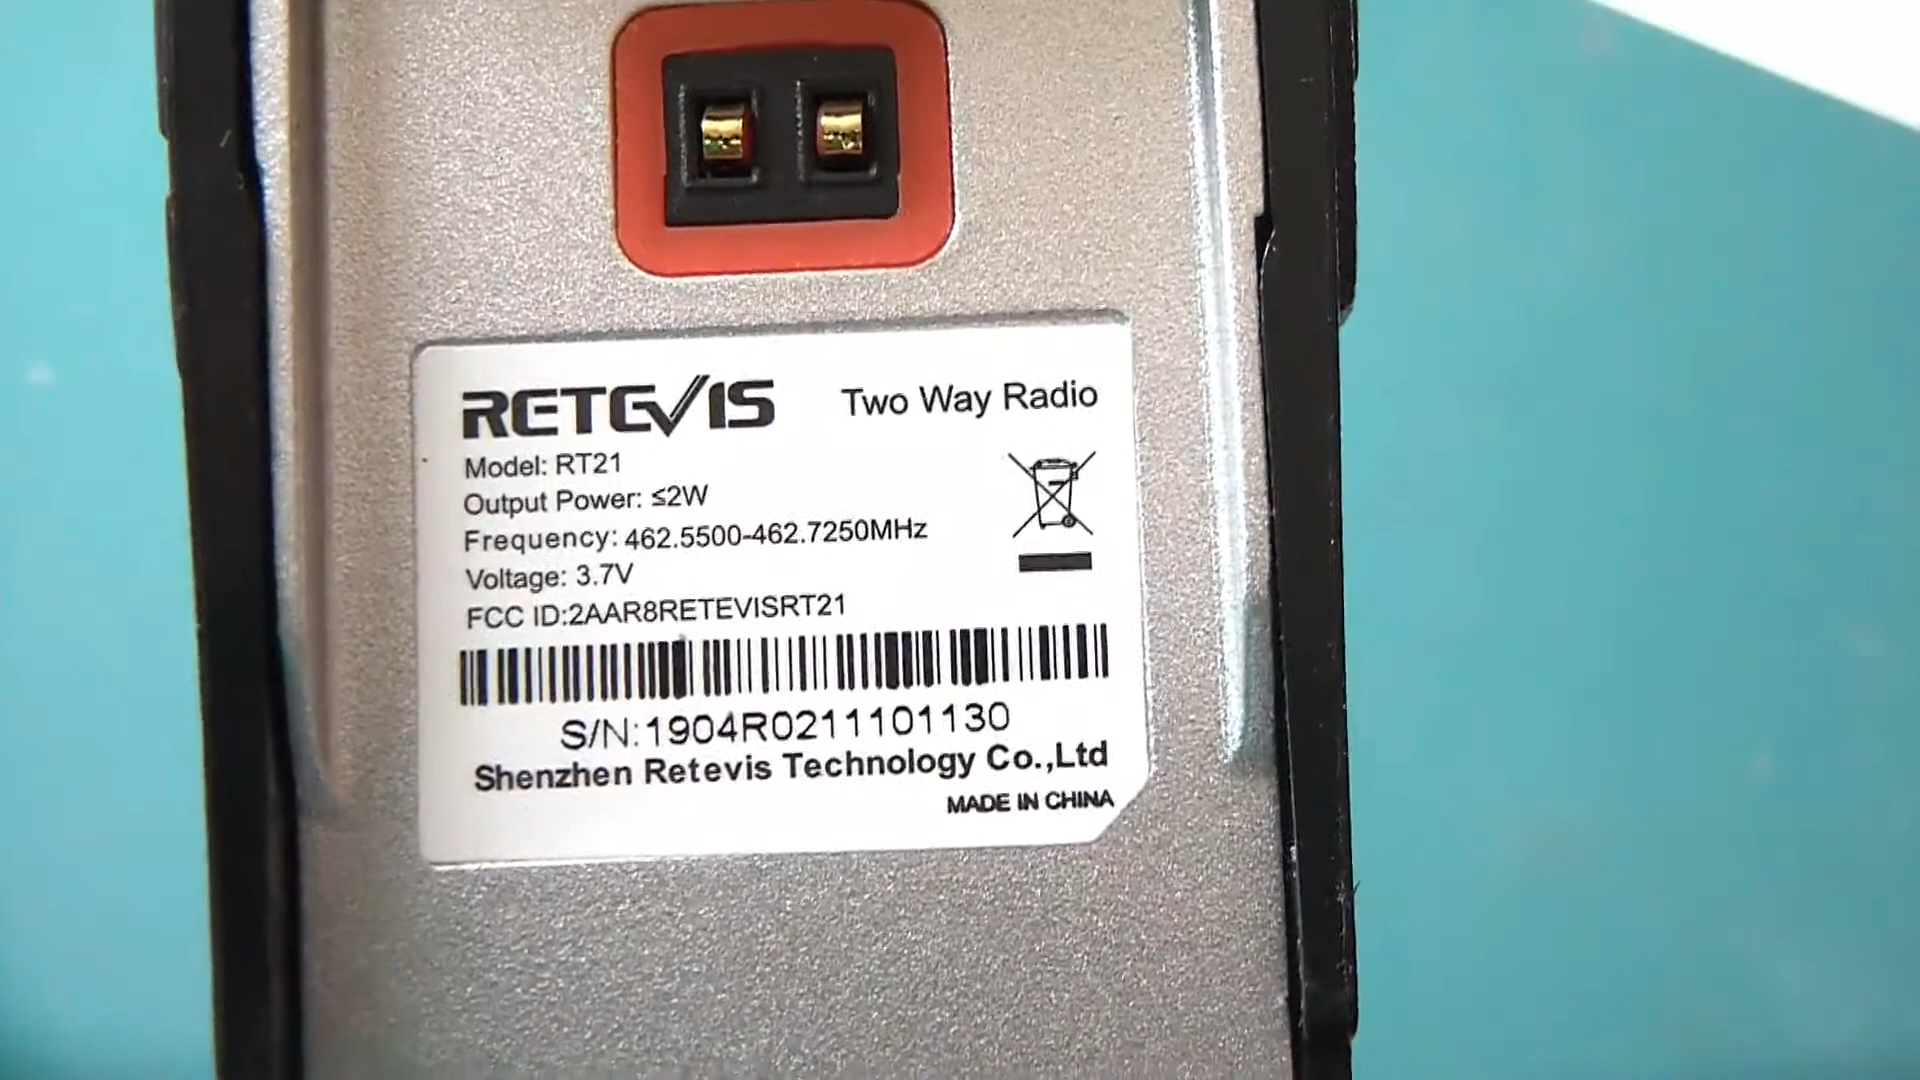 RETEVIS Two Way Radio
Model: RT21
Output Power: ≤2W
Frequency: 462.5500-462.7250MHz
Voltage: 3.7V
FCC ID:2AAR8RETEVISRT21
S/N:1904R0211101130
Shenzhen Retevis Technology Co.,Ltd
MADE IN CHINA